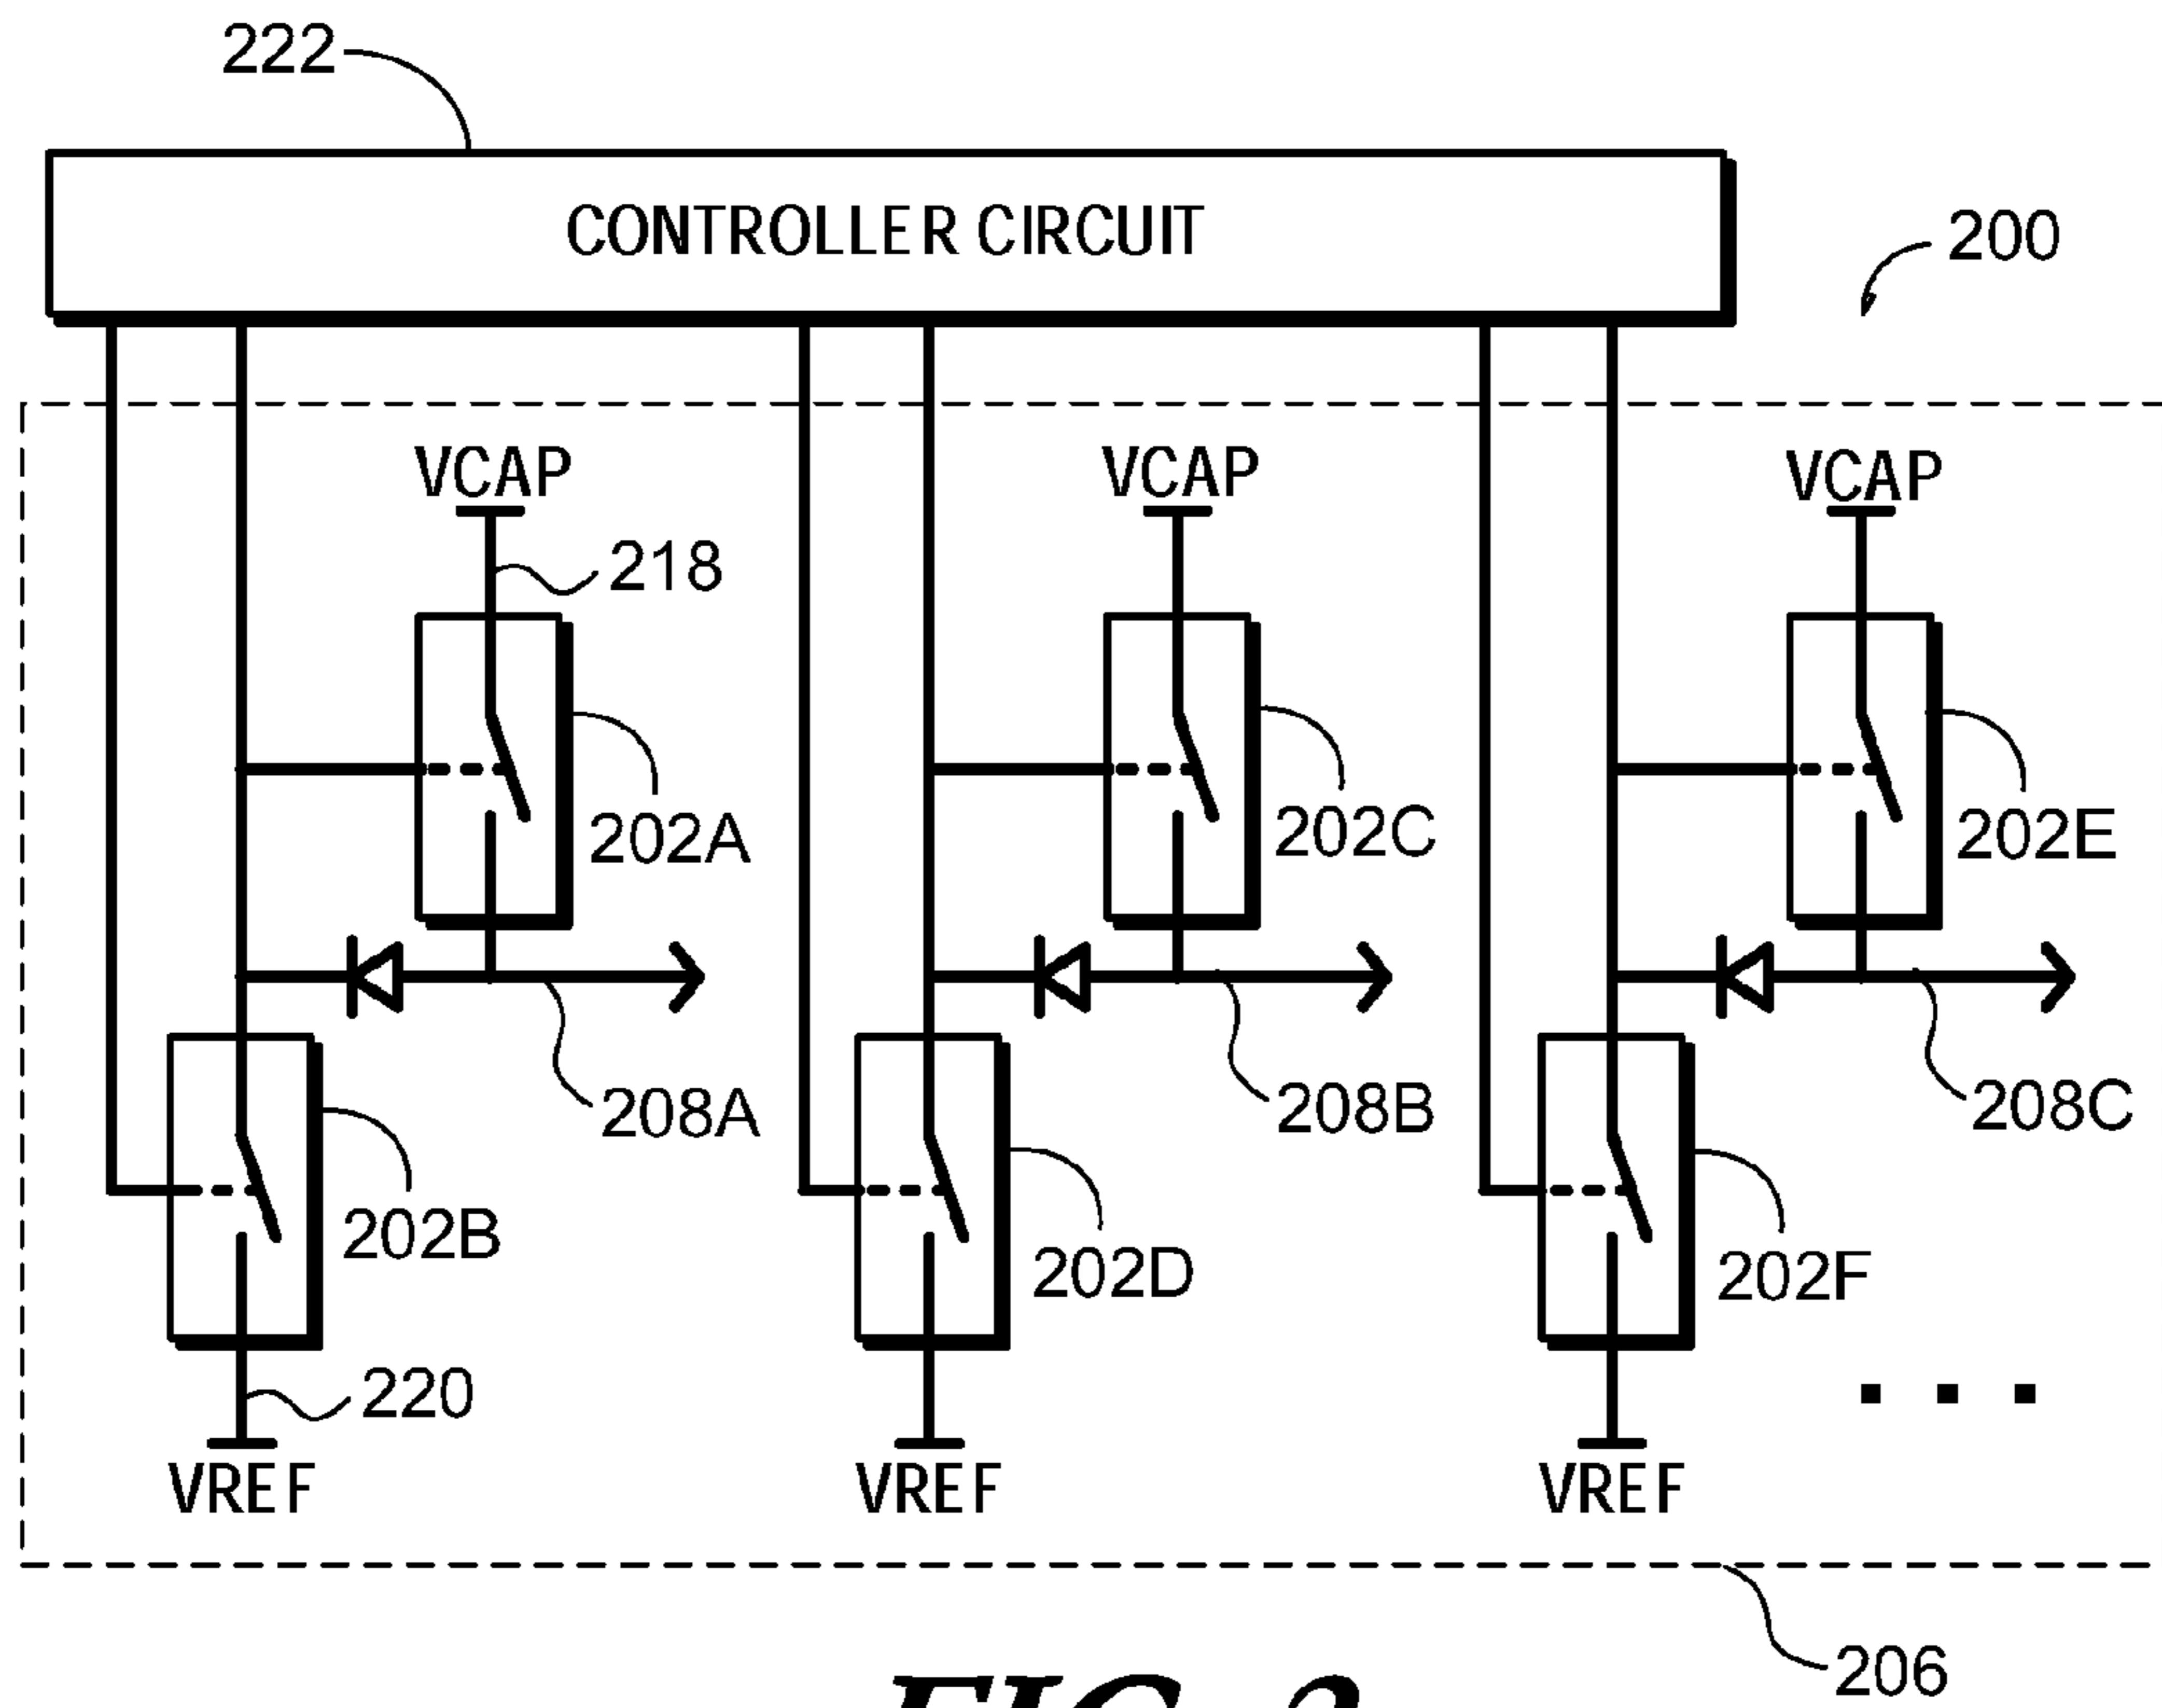 222
CONTROLLER CIRCUIT
200
VCAP VCAP VCAP
218
202A 202C 202E
208A 208B 208C
202B 202D 202F
220
VREF VREF VREF
206